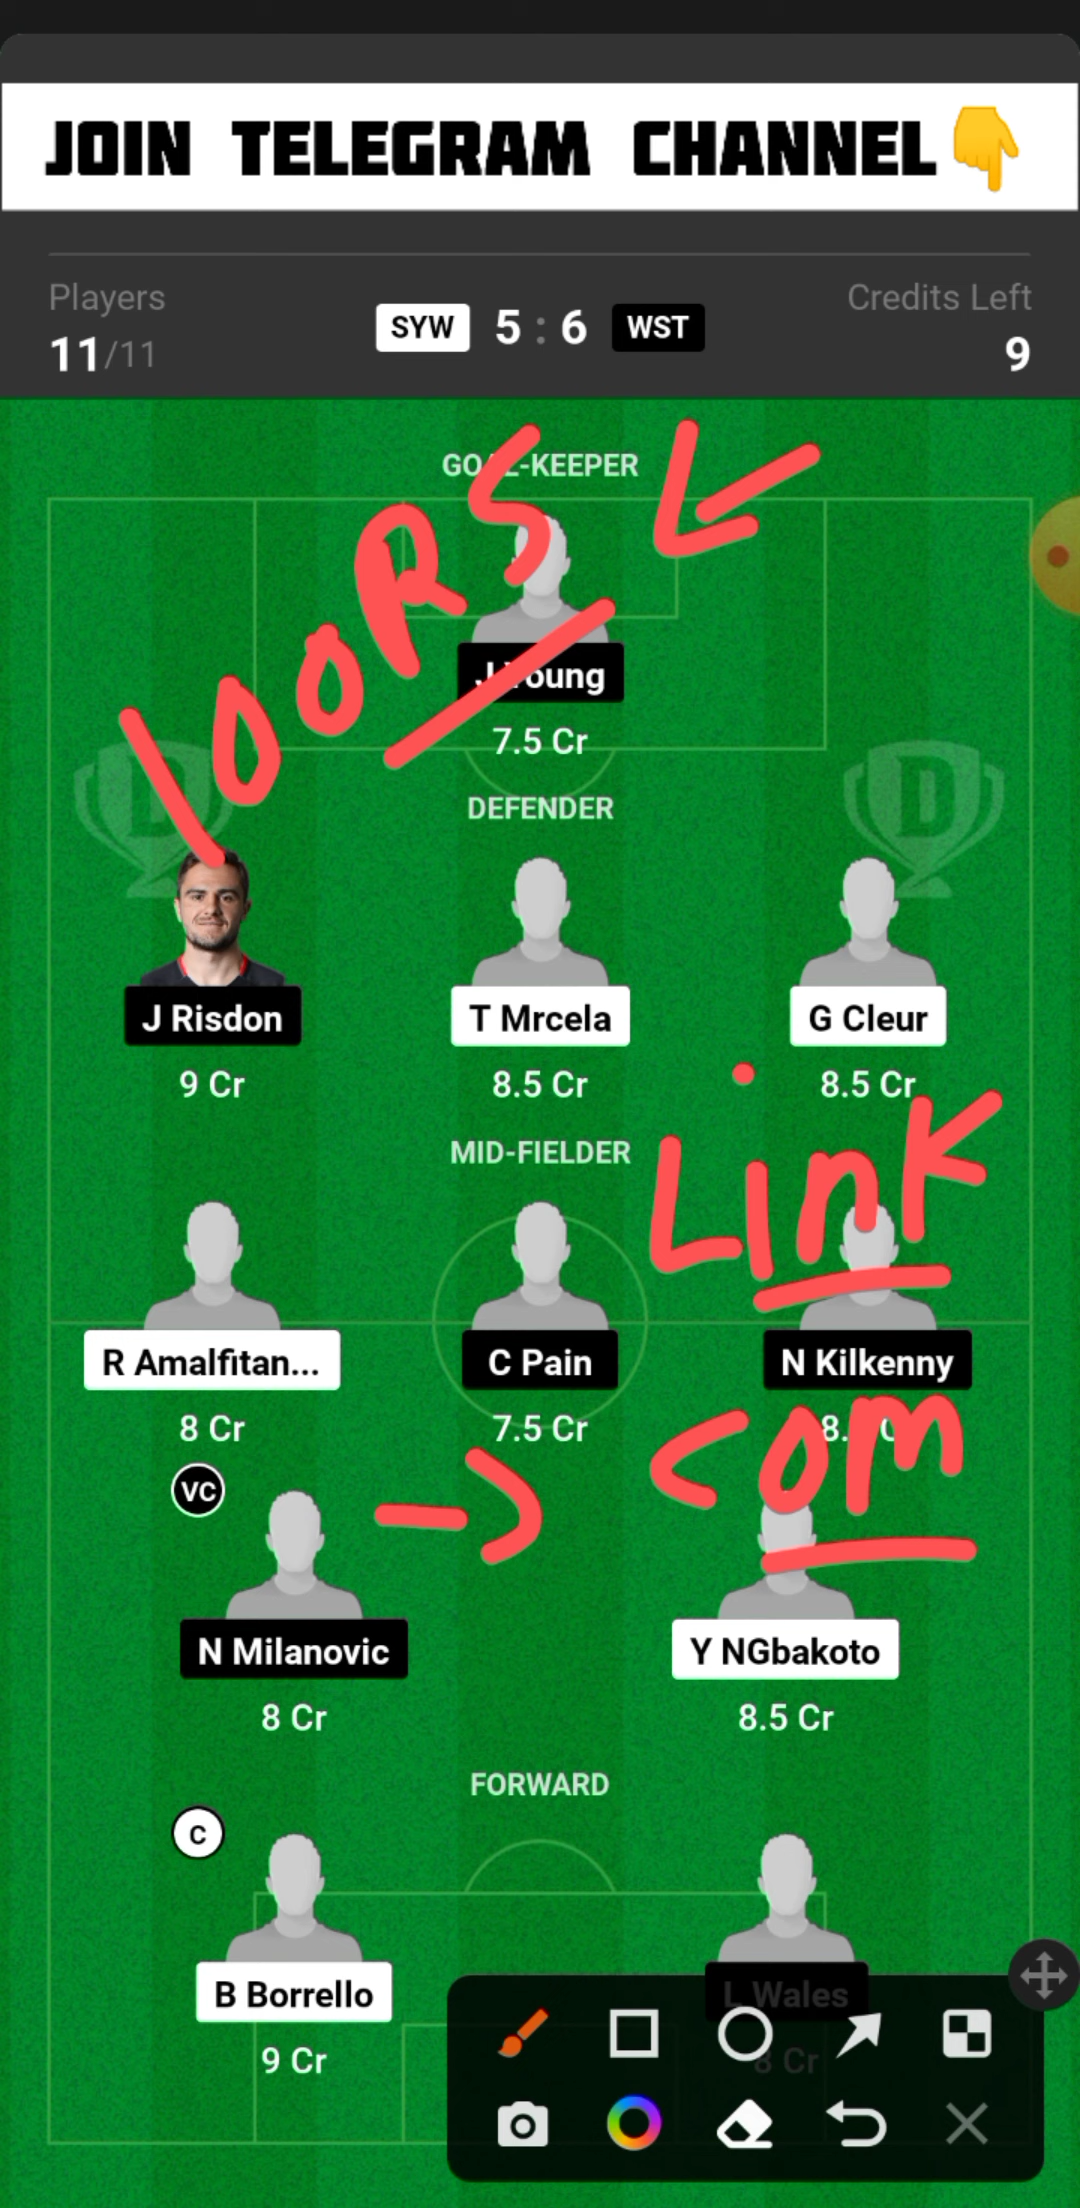 JOIN TELEGRAM CHANNEL👇
Players
Credits Left
SYW 5 : 6 WST
11/11
9
GOAL-KEEPER
100RS
J Young
7.5 Cr
DEFENDER
J Risdon
T Mrcela
G Cleur
9 Cr
8.5 Cr
8.5 Cr
Link
MID-FIELDER
R Amalfitan...
C Pain
N Kilkenny
8 Cr
7.5 Cr
com
VC
N Milanovic
Y NGbakoto
8 Cr
8.5 Cr
FORWARD
C
B Borrello
L Wales
9 Cr
8 Cr